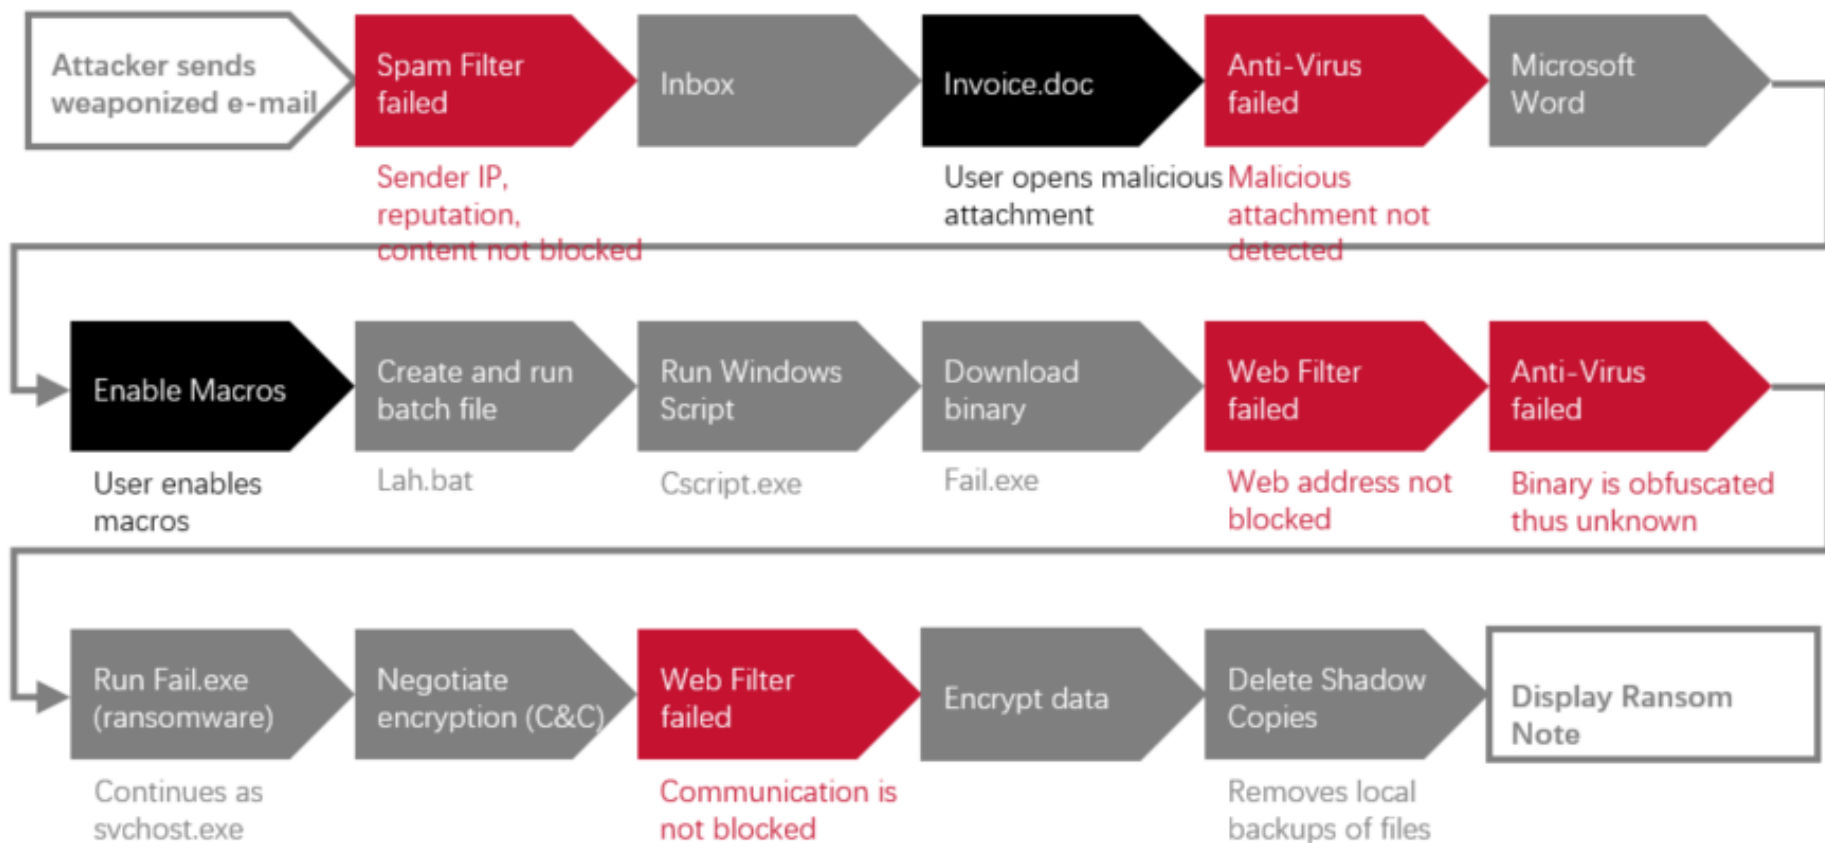 Attacker sends
weaponized e-mail
Spam Filter
failed
Inbox
Invoice.doc
Anti-Virus
failed
Microsoft
Word
Sender IP,
reputation,
content not blocked
User opens malicious
attachment
Malicious
attachment not
detected
Enable Macros
Create and run
batch file
Run Windows
Script
Download
binary
Web Filter
failed
Anti-Virus
failed
User enables
macros
Lah.bat
Cscript.exe
Fail.exe
Web address not
blocked
Binary is obfuscated
thus unknown
Run Fail.exe
(ransomware)
Negotiate
encryption (C&C)
Web Filter
failed
Encrypt data
Delete Shadow
Copies
Display Ransom
Note
Continues as
svchost.exe
Communication is
not blocked
Removes local
backups of files